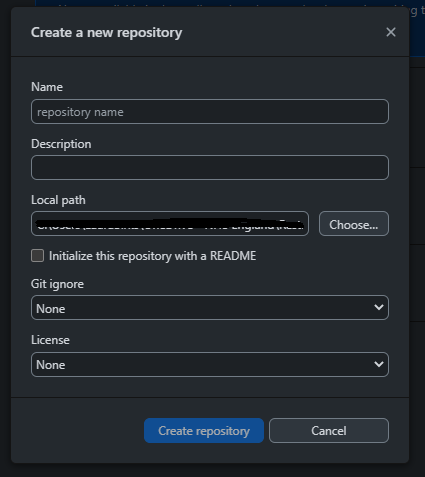 Create a new repository
Name
repository name
Description
Local path
Choose...
Initialize this repository with a README
Git ignore
None
License
None
Create repository
Cancel